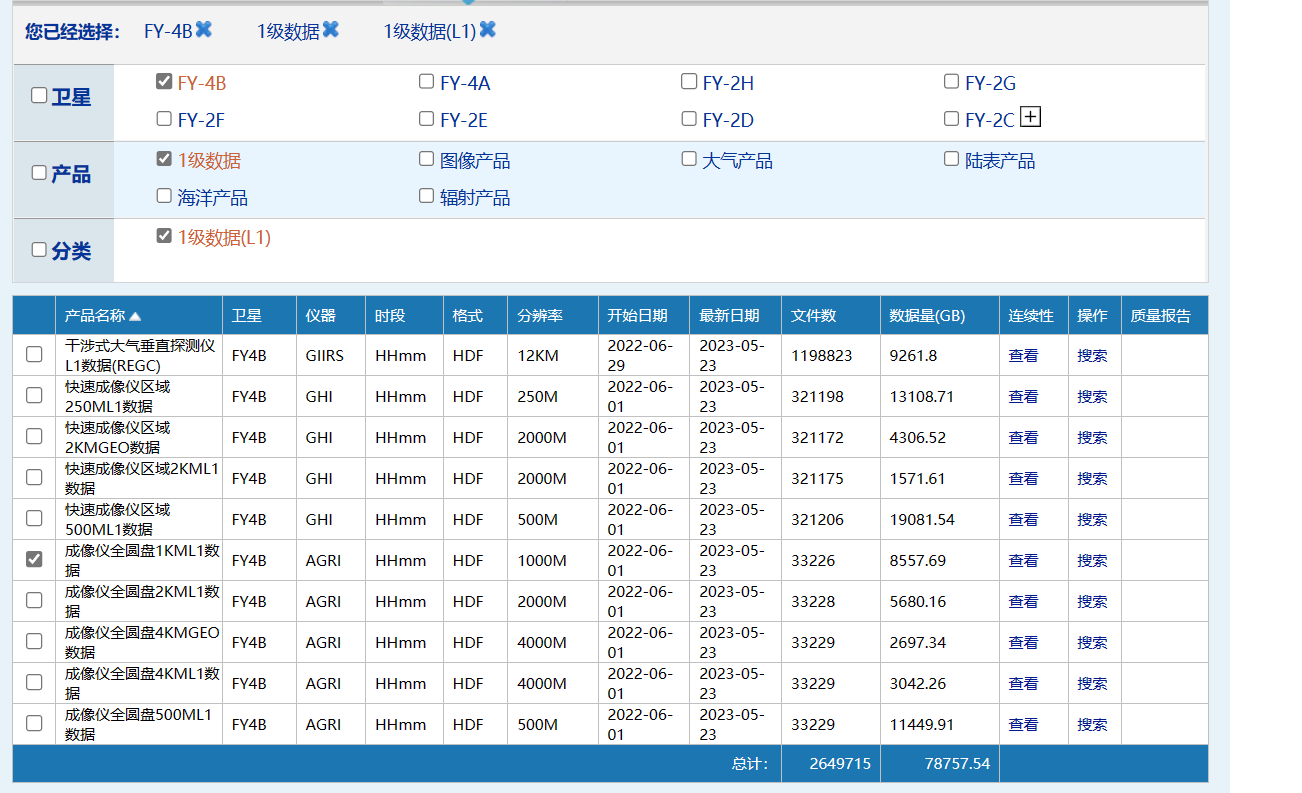 您已经选择： FY-4B 1级数据 1级数据(L1)
卫星
FY-4B FY-4A FY-2H FY-2G
FY-2F FY-2E FY-2D FY-2C
产品
1级数据 图像产品 大气产品 陆表产品
海洋产品 辐射产品
分类
1级数据(L1)
产品名称 卫星 仪器 时段 格式 分辨率 开始日期 最新日期 文件数 数据量(GB) 连续性 操作 质量报告
干涉式大气垂直探测仪
L1数据(REGC)
FY4B GIIRS HHmm HDF 12KM
2022-06-
29
2023-05-
23
1198823 9261.8 查看 搜索
快速成像仪区域
250ML1数据
FY4B GHI HHmm HDF 250M
2022-06-
01
2023-05-
23
321198 13108.71 查看 搜索
快速成像仪区域
2KMGEO数据
FY4B GHI HHmm HDF 2000M
2022-06-
01
2023-05-
23
321172 4306.52 查看 搜索
快速成像仪区域2KML1
数据
FY4B GHI HHmm HDF 2000M
2022-06-
01
2023-05-
23
321175 1571.61 查看 搜索
快速成像仪区域
500ML1数据
FY4B GHI HHmm HDF 500M
2022-06-
01
2023-05-
23
321206 19081.54 查看 搜索
成像仪全圆盘1KML1数
据
FY4B AGRI HHmm HDF 1000M
2022-06-
01
2023-05-
23
33226 8557.69 查看 搜索
成像仪全圆盘2KML1数
据
FY4B AGRI HHmm HDF 2000M
2022-06-
01
2023-05-
23
33228 5680.16 查看 搜索
成像仪全圆盘4KMGEO
数据
FY4B AGRI HHmm HDF 4000M
2022-06-
01
2023-05-
23
33229 2697.34 查看 搜索
成像仪全圆盘4KML1数
据
FY4B AGRI HHmm HDF 4000M
2022-06-
01
2023-05-
23
33229 3042.26 查看 搜索
成像仪全圆盘500ML1
数据
FY4B AGRI HHmm HDF 500M
2022-06-
01
2023-05-
23
33229 11449.91 查看 搜索
总计： 2649715 78757.54